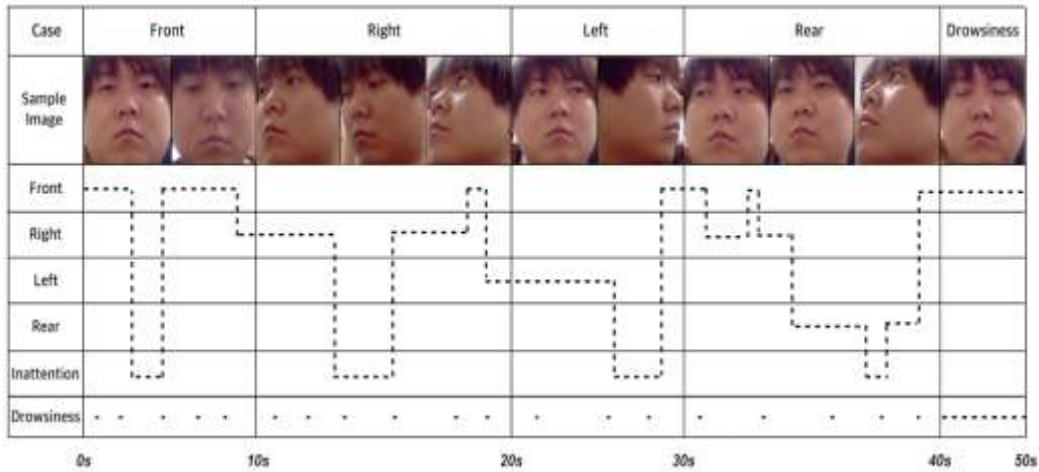 Case Front Right Left Rear Drowsiness
Sample
Image
Front
Right
Left
Rear
Inattention
Drowsiness
0s 10s 20s 30s 40s 50s